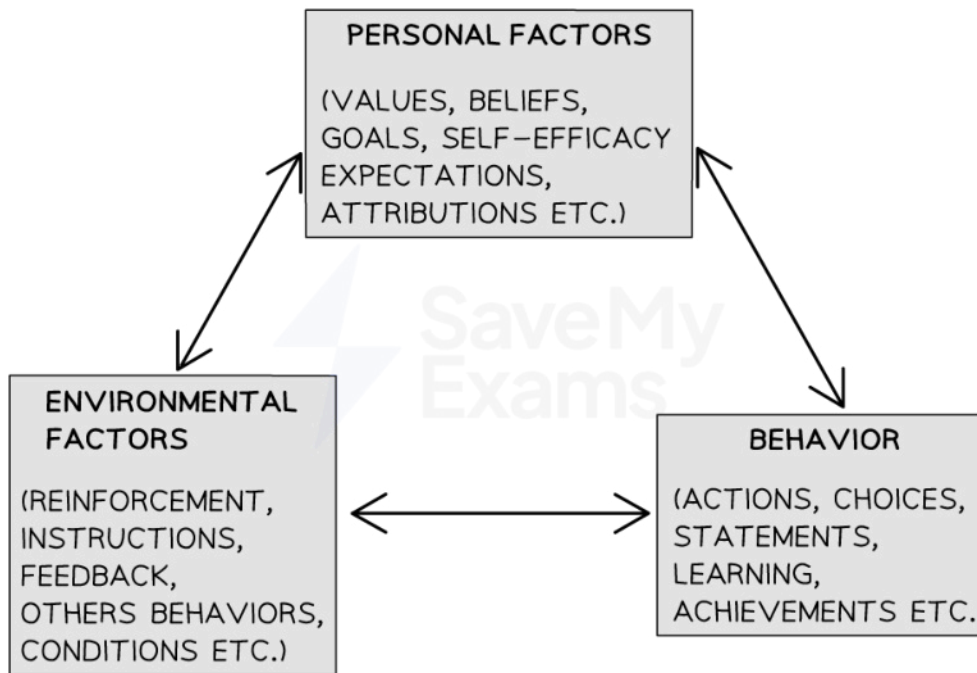 PERSONAL FACTORS
(VALUES, BELIEFS,
GOALS, SELF-EFFICACY
EXPECTATIONS,
ATTRIBUTIONS ETC.)
SaveMy
Exams
ENVIRONMENTAL
FACTORS
(REINFORCEMENT,
INSTRUCTIONS,
FEEDBACK,
OTHERS BEHAVIORS,
CONDITIONS ETC.)
BEHAVIOR
(ACTIONS, CHOICES,
STATEMENTS,
LEARNING,
ACHIEVEMENTS ETC.